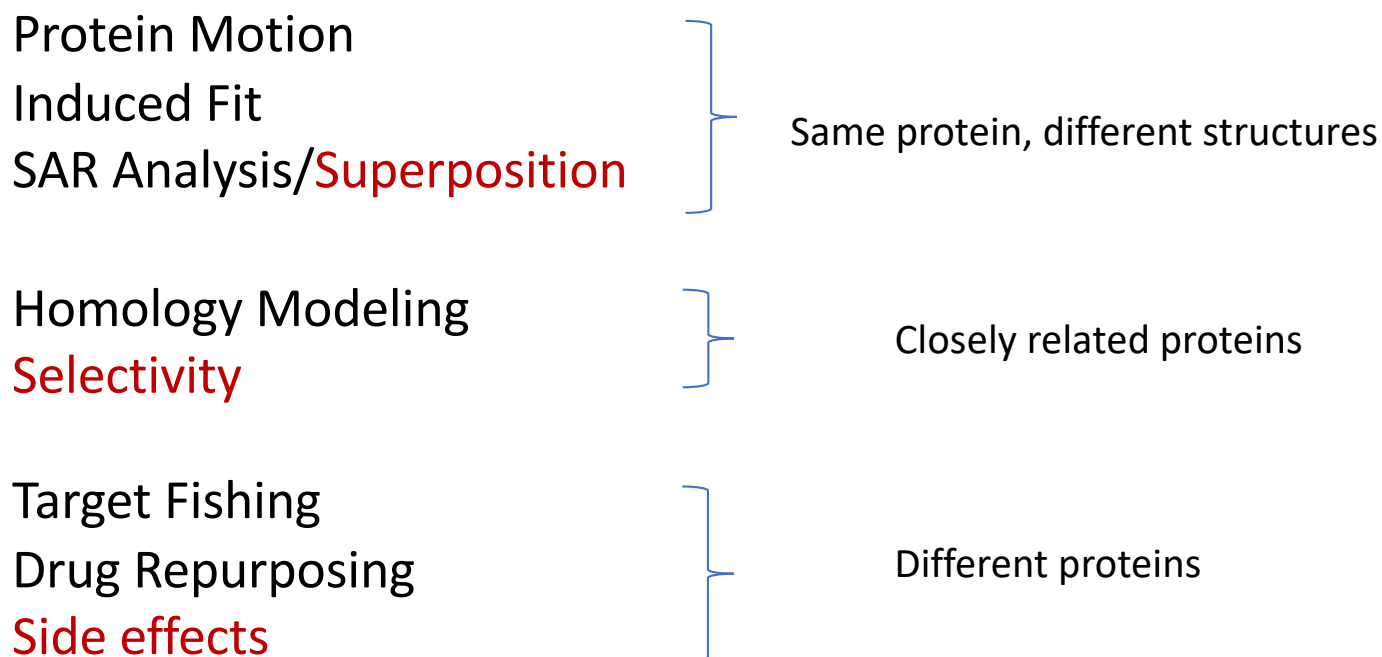 Protein Motion
Induced Fit
SAR Analysis/Superposition
Same protein, different structures
Homology Modeling
Selectivity
Closely related proteins
Target Fishing
Drug Repurposing
Side effects
Different proteins